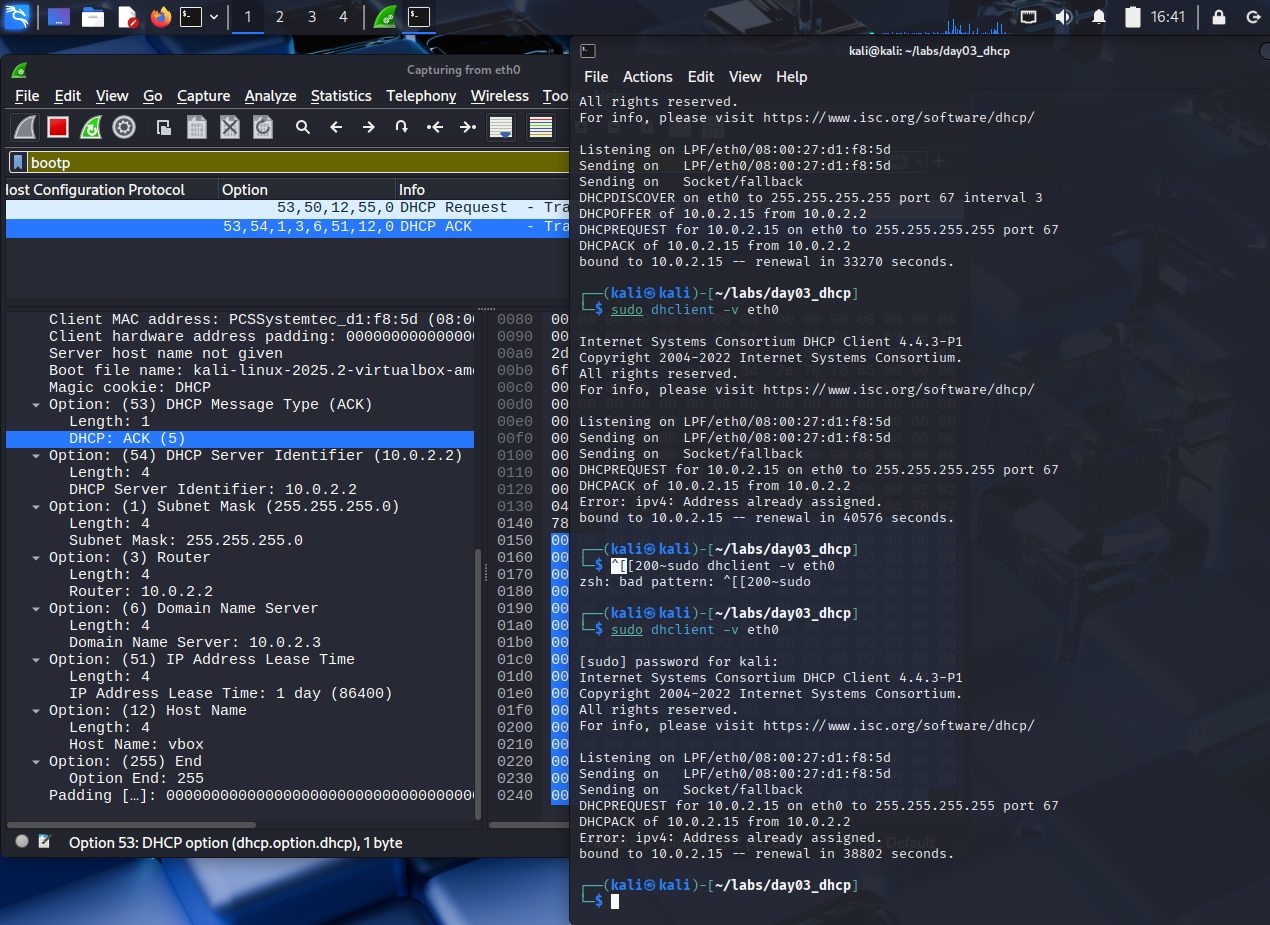 1 2 3 4
16:41
Capturing from eth0
File Edit View Go Capture Analyze Statistics Telephony Wireless Too
bootp
lost Configuration Protocol Option Info
53,50,12,55,0 DHCP Request - Tra
53,54,1,3,6,51,12,0 DHCP ACK - Tra
Client MAC address: PCSSystemtec_d1:f8:5d (08:00
Client hardware address padding: 00000000000000
Server host name not given
Boot file name: kali-linux-2025.2-virtualbox-amd
Magic cookie: DHCP
Option: (53) DHCP Message Type (ACK)
Length: 1
DHCP: ACK (5)
Option: (54) DHCP Server Identifier (10.0.2.2)
Length: 4
DHCP Server Identifier: 10.0.2.2
Option: (1) Subnet Mask (255.255.255.0)
Length: 4
Subnet Mask: 255.255.255.0
Option: (3) Router
Length: 4
Router: 10.0.2.2
Option: (6) Domain Name Server
Length: 4
Domain Name Server: 10.0.2.3
Option: (51) IP Address Lease Time
Length: 4
IP Address Lease Time: 1 day (86400)
Option: (12) Host Name
Length: 4
Host Name: vbox
Option: (255) End
Option End: 255
Padding […]: 0000000000000000000000000000000000
0080 00
0090 00
00a0 2d
00b0 6f
00c0 00
00d0 00
00e0 00
00f0 00
0100 00
0110 00
0120 00
0130 04
0140 78
0150 00
0160 00
0170 00
0180 00
0190 00
01a0 00
01b0 00
01c0 00
01d0 00
01e0 00
01f0 00
0200 00
0210 00
0220 00
0230 00
0240 00
Option 53: DHCP option (dhcp.option.dhcp), 1 byte
kali@kali: ~/labs/day03_dhcp
File Actions Edit View Help
All rights reserved.
For info, please visit https://www.isc.org/software/dhcp/
Listening on LPF/eth0/08:00:27:d1:f8:5d
Sending on   LPF/eth0/08:00:27:d1:f8:5d
Sending on   Socket/fallback
DHCPDISCOVER on eth0 to 255.255.255.255 port 67 interval 3
DHCPOFFER of 10.0.2.15 from 10.0.2.2
DHCPREQUEST for 10.0.2.15 on eth0 to 255.255.255.255 port 67
DHCPACK of 10.0.2.15 from 10.0.2.2
bound to 10.0.2.15 -- renewal in 33270 seconds.
┌──(kali㉿kali)-[~/labs/day03_dhcp]
└─$ sudo dhclient -v eth0
Internet Systems Consortium DHCP Client 4.4.3-P1
Copyright 2004-2022 Internet Systems Consortium.
All rights reserved.
For info, please visit https://www.isc.org/software/dhcp/
Listening on LPF/eth0/08:00:27:d1:f8:5d
Sending on   LPF/eth0/08:00:27:d1:f8:5d
Sending on   Socket/fallback
DHCPREQUEST for 10.0.2.15 on eth0 to 255.255.255.255 port 67
DHCPACK of 10.0.2.15 from 10.0.2.2
Error: ipv4: Address already assigned.
bound to 10.0.2.15 -- renewal in 40576 seconds.
┌──(kali㉿kali)-[~/labs/day03_dhcp]
└─$ ^[[200~sudo dhclient -v eth0
zsh: bad pattern: ^[[200~sudo
┌──(kali㉿kali)-[~/labs/day03_dhcp]
└─$ sudo dhclient -v eth0
[sudo] password for kali:
Internet Systems Consortium DHCP Client 4.4.3-P1
Copyright 2004-2022 Internet Systems Consortium.
All rights reserved.
For info, please visit https://www.isc.org/software/dhcp/
Listening on LPF/eth0/08:00:27:d1:f8:5d
Sending on   LPF/eth0/08:00:27:d1:f8:5d
Sending on   Socket/fallback
DHCPREQUEST for 10.0.2.15 on eth0 to 255.255.255.255 port 67
DHCPACK of 10.0.2.15 from 10.0.2.2
Error: ipv4: Address already assigned.
bound to 10.0.2.15 -- renewal in 38802 seconds.
┌──(kali㉿kali)-[~/labs/day03_dhcp]
└─$